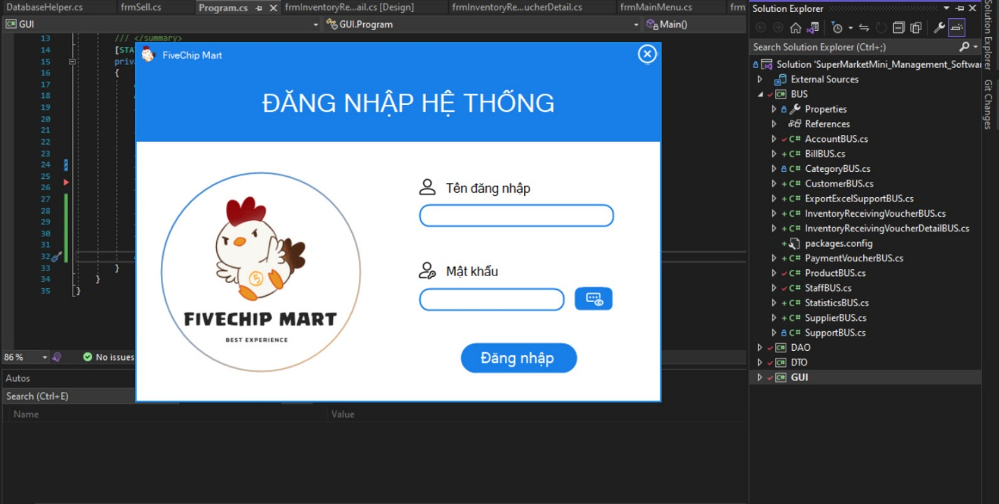 DatabaseHelper.cs frmSell.cs Program.cs frmInventoryRe...ail.cs [Design] frmInventoryRe...ucherDetail.cs frmMainMenu.cs frm
GUI GUI.Program Main()
13 /// </summary>
14 [STA
15 priva
16 {
17
18
19
20
21
22
23
24
25
26
27
28
29
30
31
32
33 }
34 }
35 }
FiveChip Mart
ĐĂNG NHẬP HỆ THỐNG
5
FIVECHIP MART
BEST EXPERIENCE
Tên đăng nhập
Mật khẩu
Đăng nhập
86 % No issues
Autos
Search (Ctrl+E)
Name Value
Solution Explorer
Search Solution Explorer (Ctrl+;)
Solution 'SuperMarketMini_Management_Softwar
External Sources
C# BUS
Properties
References
C# AccountBUS.cs
C# BillBUS.cs
C# CategoryBUS.cs
C# CustomerBUS.cs
C# ExportExcelSupportBUS.cs
C# InventoryReceivingVoucherBUS.cs
C# InventoryReceivingVoucherDetailBUS.cs
packages.config
C# PaymentVoucherBUS.cs
C# ProductBUS.cs
C# StaffBUS.cs
C# StatisticsBUS.cs
C# SupplierBUS.cs
C# SupportBUS.cs
C# DAO
C# DTO
C# GUI
Solution Explorer
Git Changes